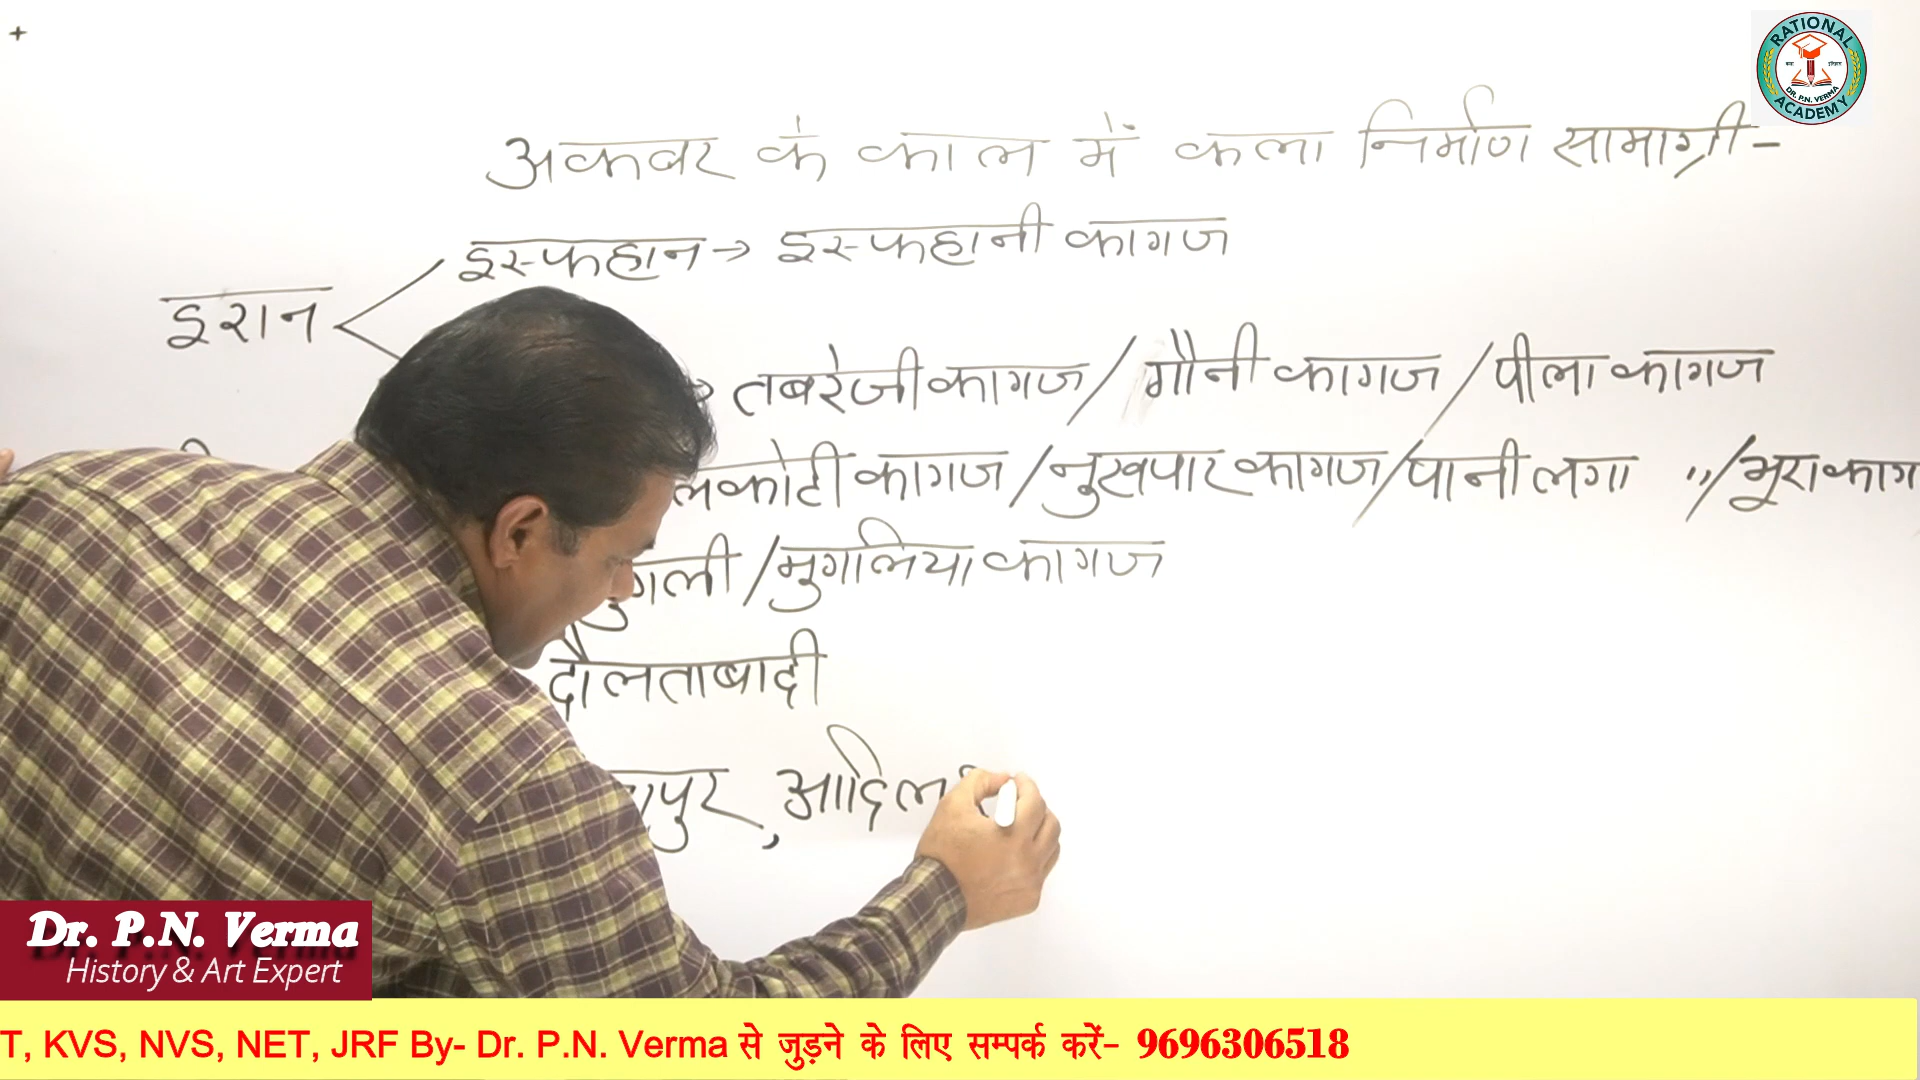 RATIONAL ACADEMY
DR. P.N. VERMA
अकबर के काल में कला निर्माण सामाग्री -
इस्फहान → इस्फहानी कागज
इरान
तबरेजी कागज / गौनी कागज / पीला कागज
लकोटी कागज / नुखपार कागज / पानी लगा " / भूरा काग
गली / मुगलिया कागज
दौलताबादी
पुर, आदिल
Dr. P.N. Verma
History & Art Expert
T, KVS, NVS, NET, JRF By- Dr. P.N. Verma से जुड़ने के लिए सम्पर्क करें- 9696306518